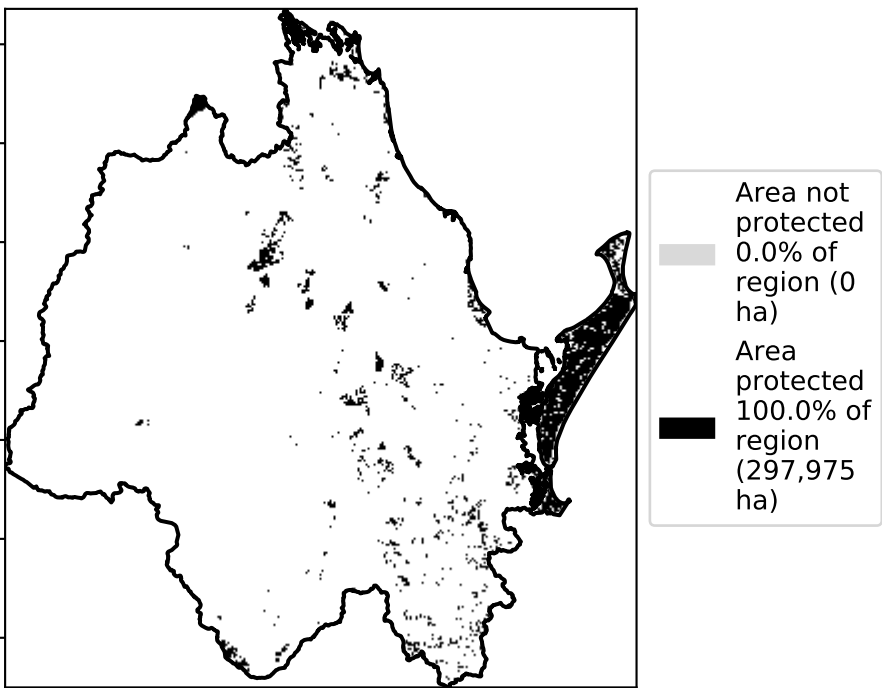 Area not
protected
0.0% of
region (0
ha)
Area
protected
100.0% of
region
(297,975
ha)